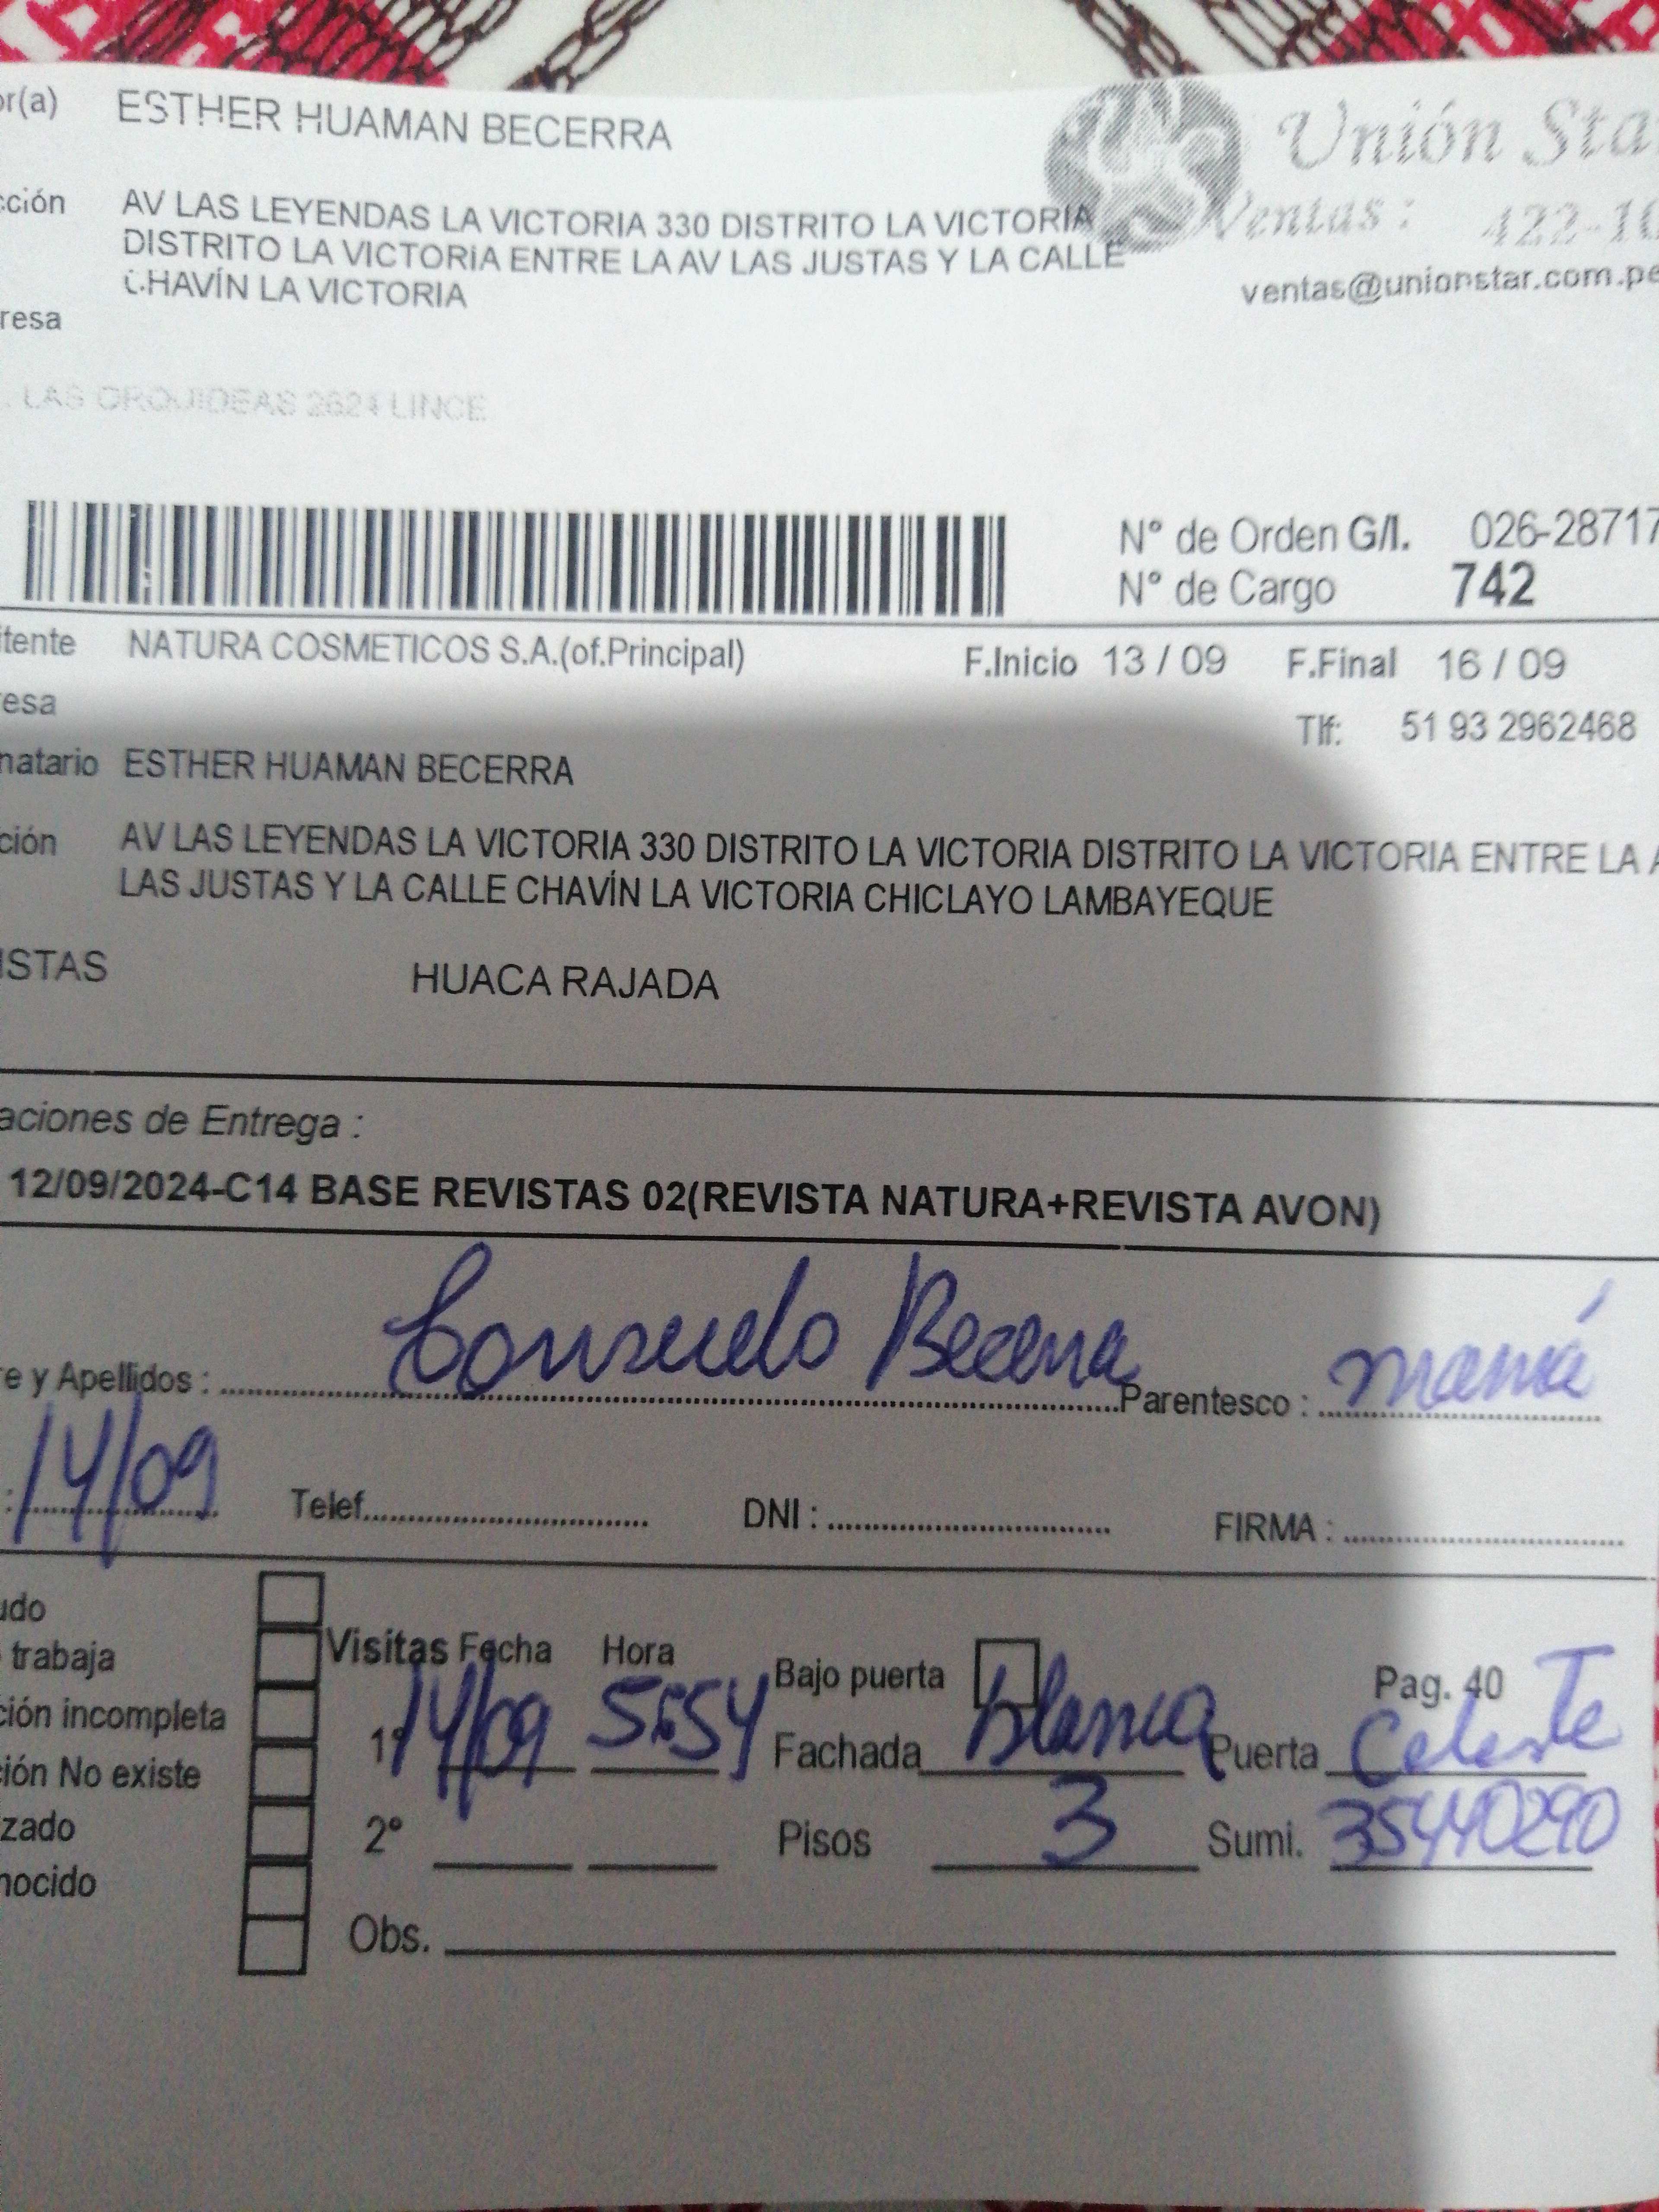 or(a) ESTHER HUAMAN BECERRA
Unión Star
cción AV LAS LEYENDAS LA VICTORIA 330 DISTRITO LA VICTORIA
DISTRITO LA VICTORIA ENTRE LA AV LAS JUSTAS Y LA CALLE
CHAVÍN LA VICTORIA
Ventas : 422-10
ventas@unionstar.com.pe
resa
. LAS ORQUIDEAS 2624 LINCE
N° de Orden G/I. 026-28717
N° de Cargo 742
itente NATURA COSMETICOS S.A.(of.Principal) F.Inicio 13 / 09 F.Final 16 / 09
esa
Tlf: 51 93 2962468
natario ESTHER HUAMAN BECERRA
ción AV LAS LEYENDAS LA VICTORIA 330 DISTRITO LA VICTORIA DISTRITO LA VICTORIA ENTRE LA A
LAS JUSTAS Y LA CALLE CHAVÍN LA VICTORIA CHICLAYO LAMBAYEQUE
ISTAS HUACA RAJADA
aciones de Entrega :
12/09/2024-C14 BASE REVISTAS 02(REVISTA NATURA+REVISTA AVON)
e y Apellidos : Consuelo Becerra Parentesco : mamá
: 14/09 Telef. DNI : FIRMA :
udo
trabaja
ción incompleta
ción No existe
zado
nocido
Visitas Fecha Hora
Bajo puerta Pag. 40
1° 14/09 5:54 Fachada blanca Puerta Celeste
2° Pisos 3 Sumi. 35440290
Obs.